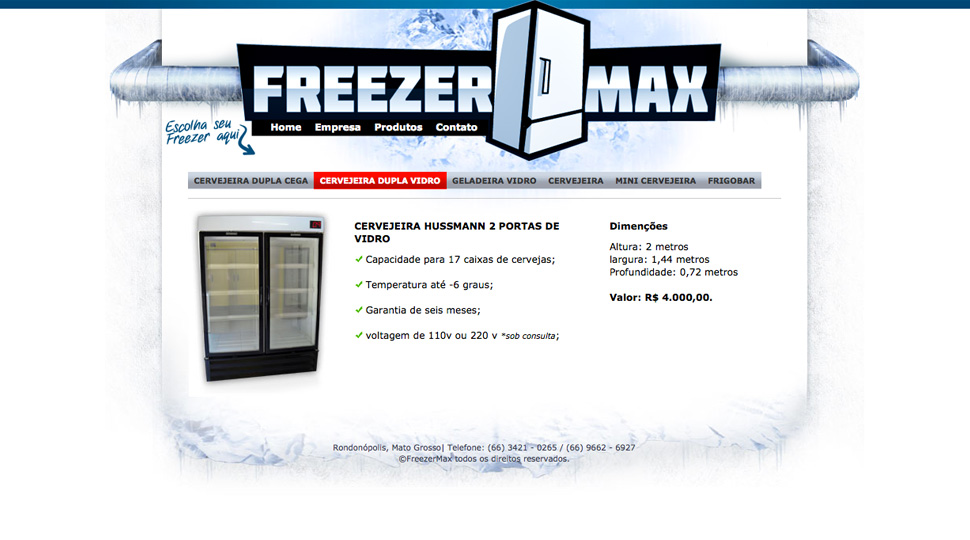 FREEZER MAX
Escolha seu
Freezer aqui
Home Empresa Produtos Contato
CERVEJEIRA DUPLA CEGA CERVEJEIRA DUPLA VIDRO GELADEIRA VIDRO CERVEJEIRA MINI CERVEJEIRA FRIGOBAR
CERVEJEIRA HUSSMANN 2 PORTAS DE
VIDRO
Capacidade para 17 caixas de cervejas;
Temperatura até -6 graus;
Garantia de seis meses;
voltagem de 110v ou 220 v *sob consulta;
Dimenções
Altura: 2 metros
largura: 1,44 metros
Profundidade: 0,72 metros
Valor: R$ 4.000,00.
Rondonópolis, Mato Grosso| Telefone: (66) 3421 - 0265 / (66) 9662 - 6927
©FreezerMax todos os direitos reservados.